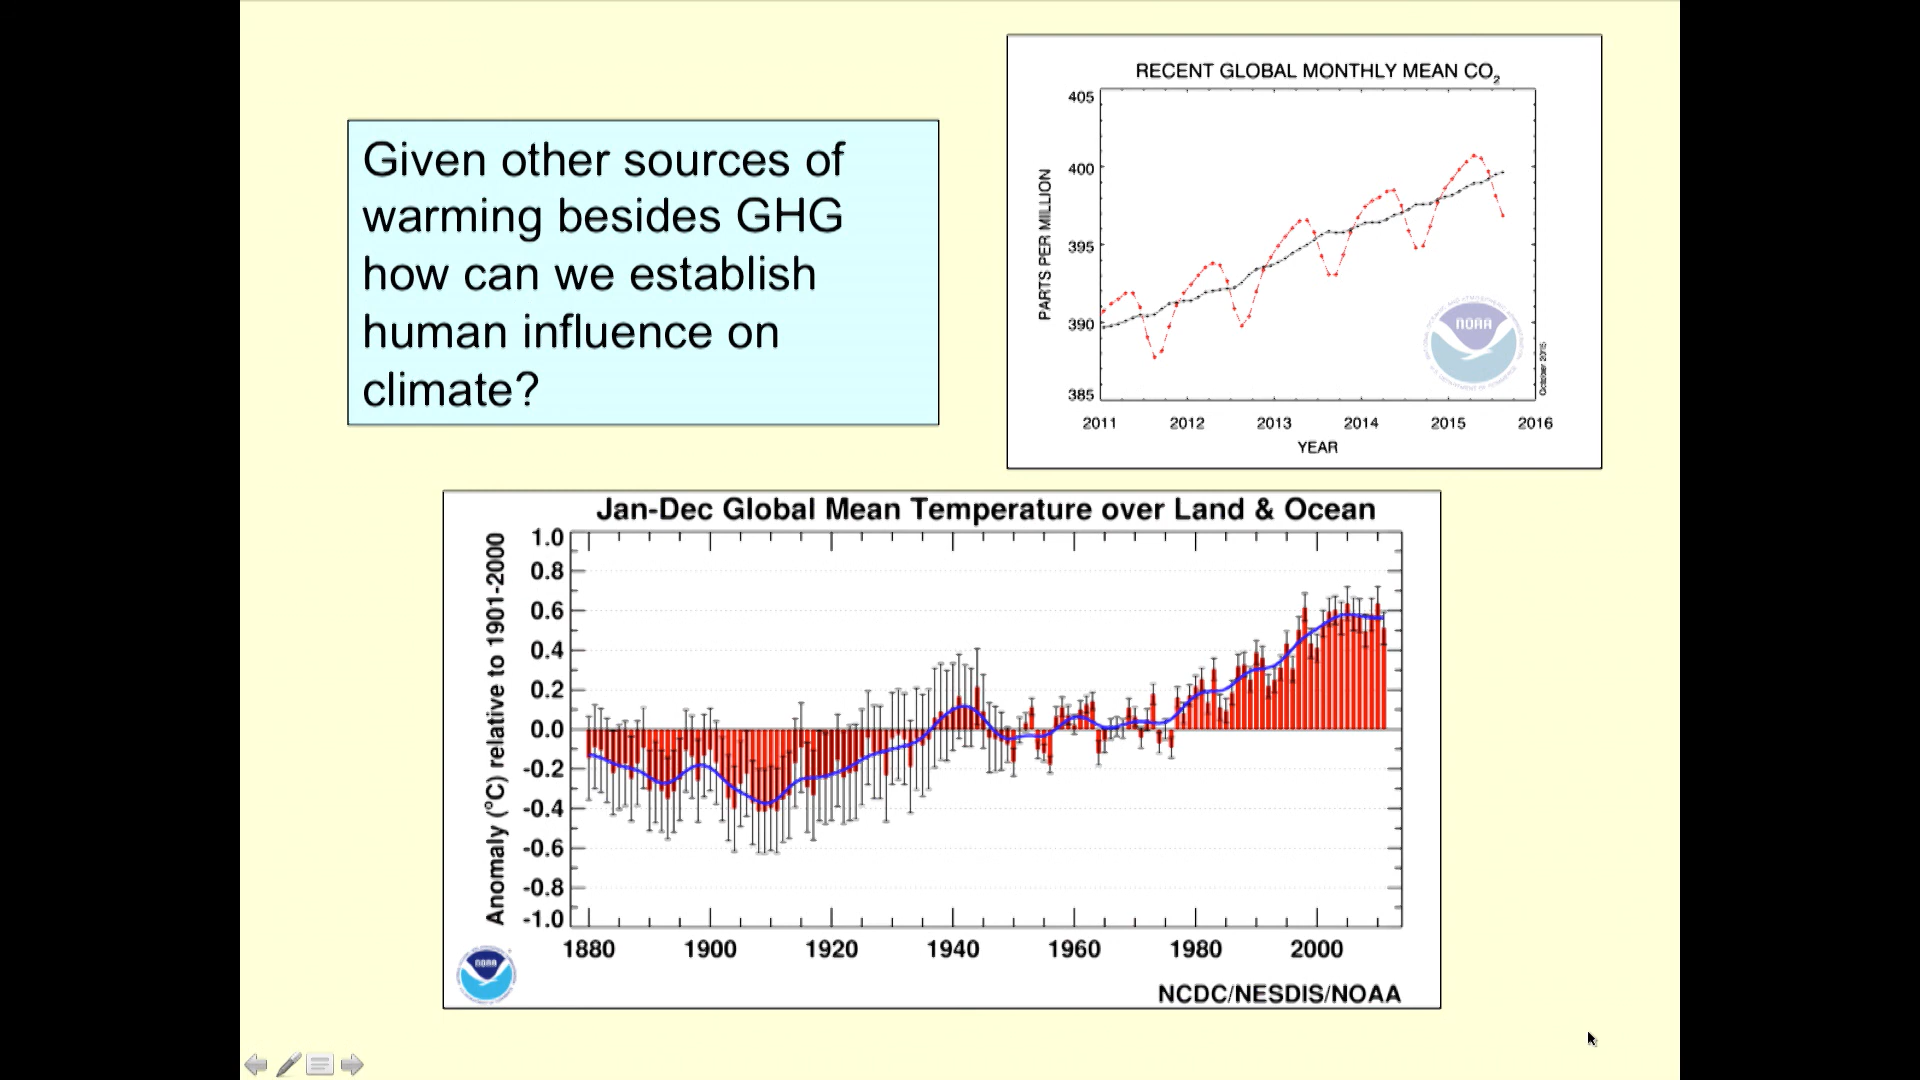 Given other sources of
warming besides GHG
how can we establish
human influence on
climate?
RECENT GLOBAL MONTHLY MEAN CO2
405
400
395
390
385
PARTS PER MILLION
2011 2012 2013 2014 2015 2016
YEAR
NOAA
October 2015
Jan-Dec Global Mean Temperature over Land & Ocean
Anomaly (°C) relative to 1901-2000
1.0
0.8
0.6
0.4
0.2
0.0
-0.2
-0.4
-0.6
-0.8
-1.0
1880 1900 1920 1940 1960 1980 2000
NOAA
NCDC/NESDIS/NOAA